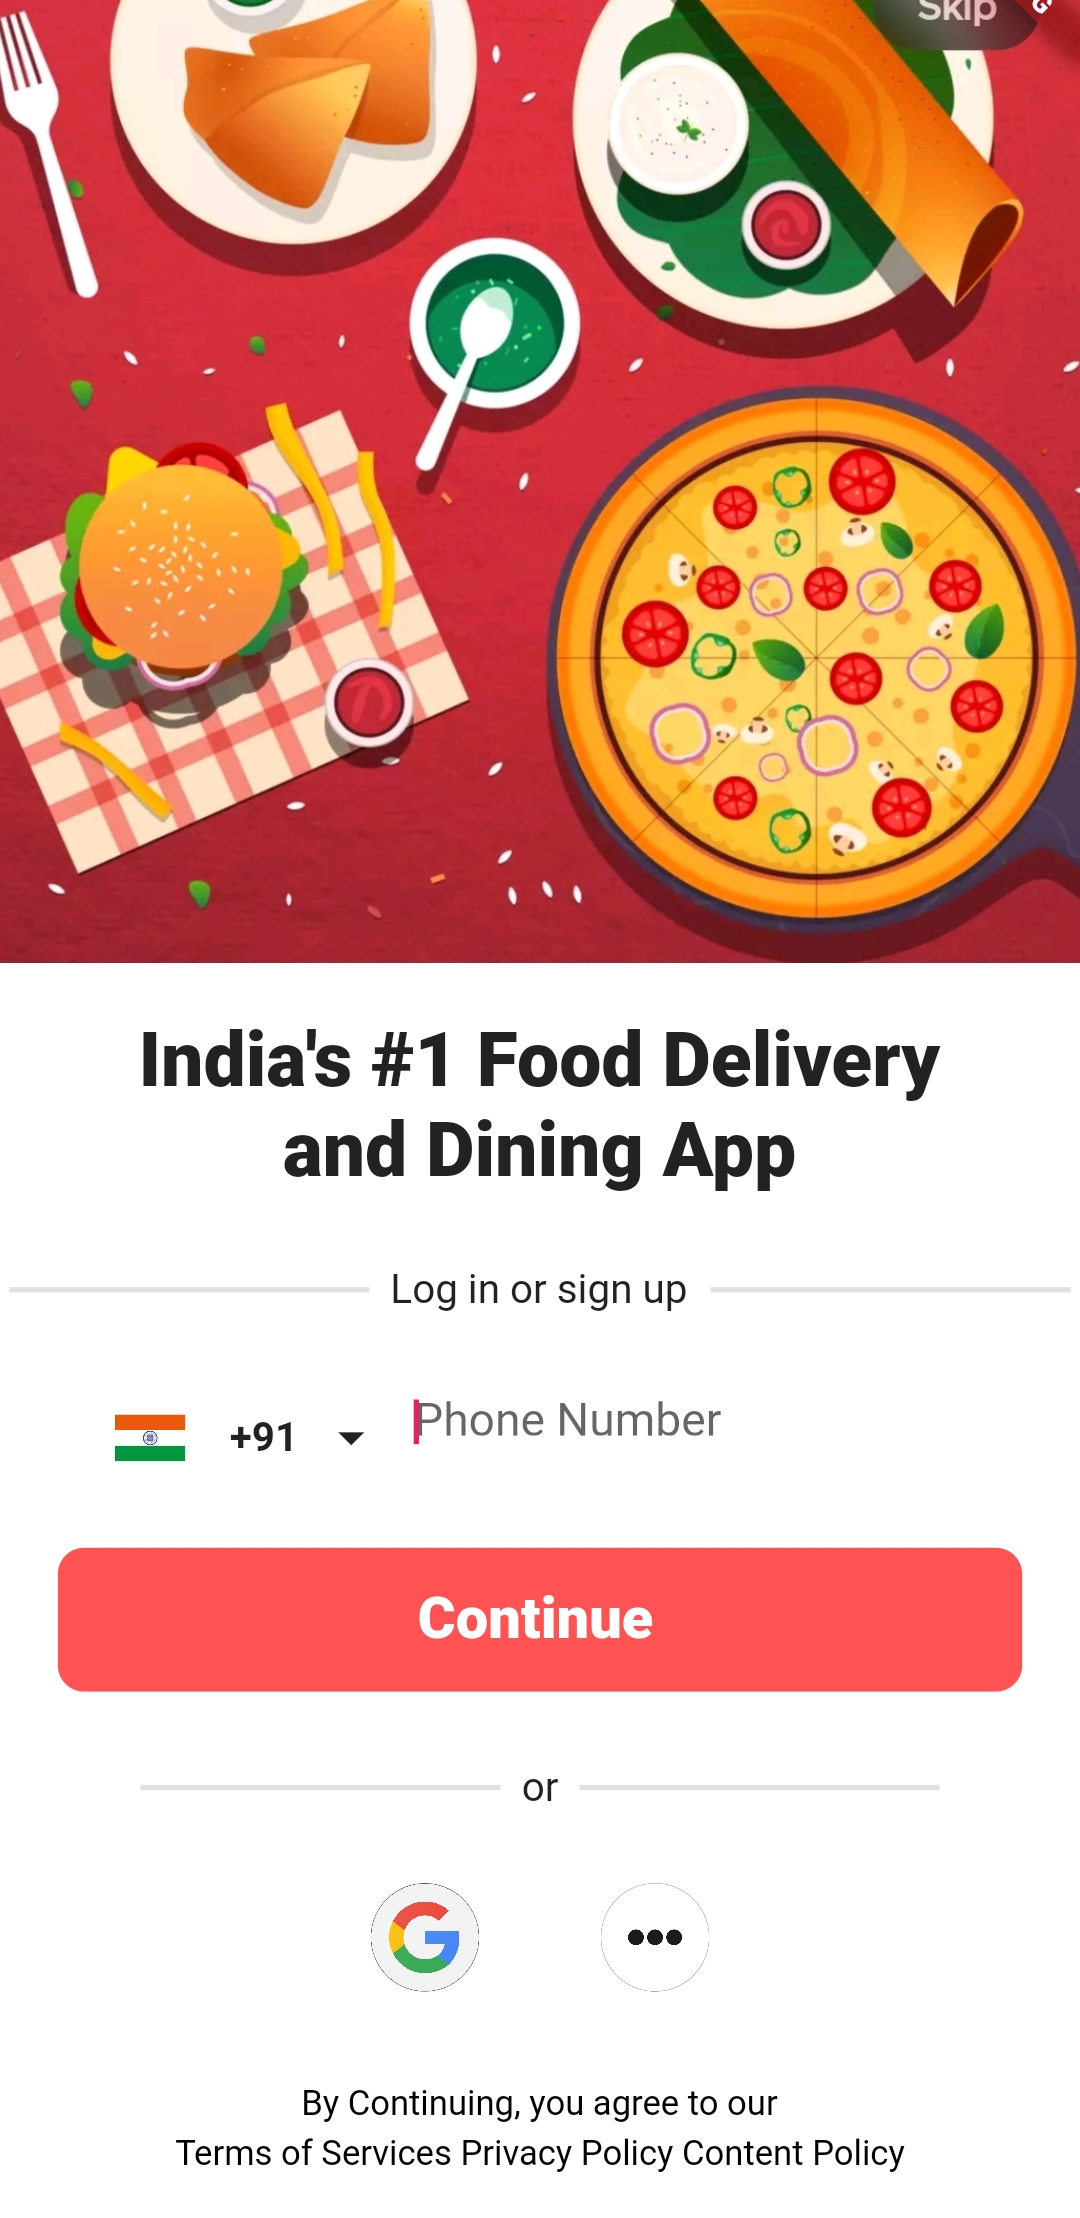 Skip
India's #1 Food Delivery
and Dining App
Log in or sign up
+91 Phone Number
Continue
or
By Continuing, you agree to our
Terms of Services Privacy Policy Content Policy